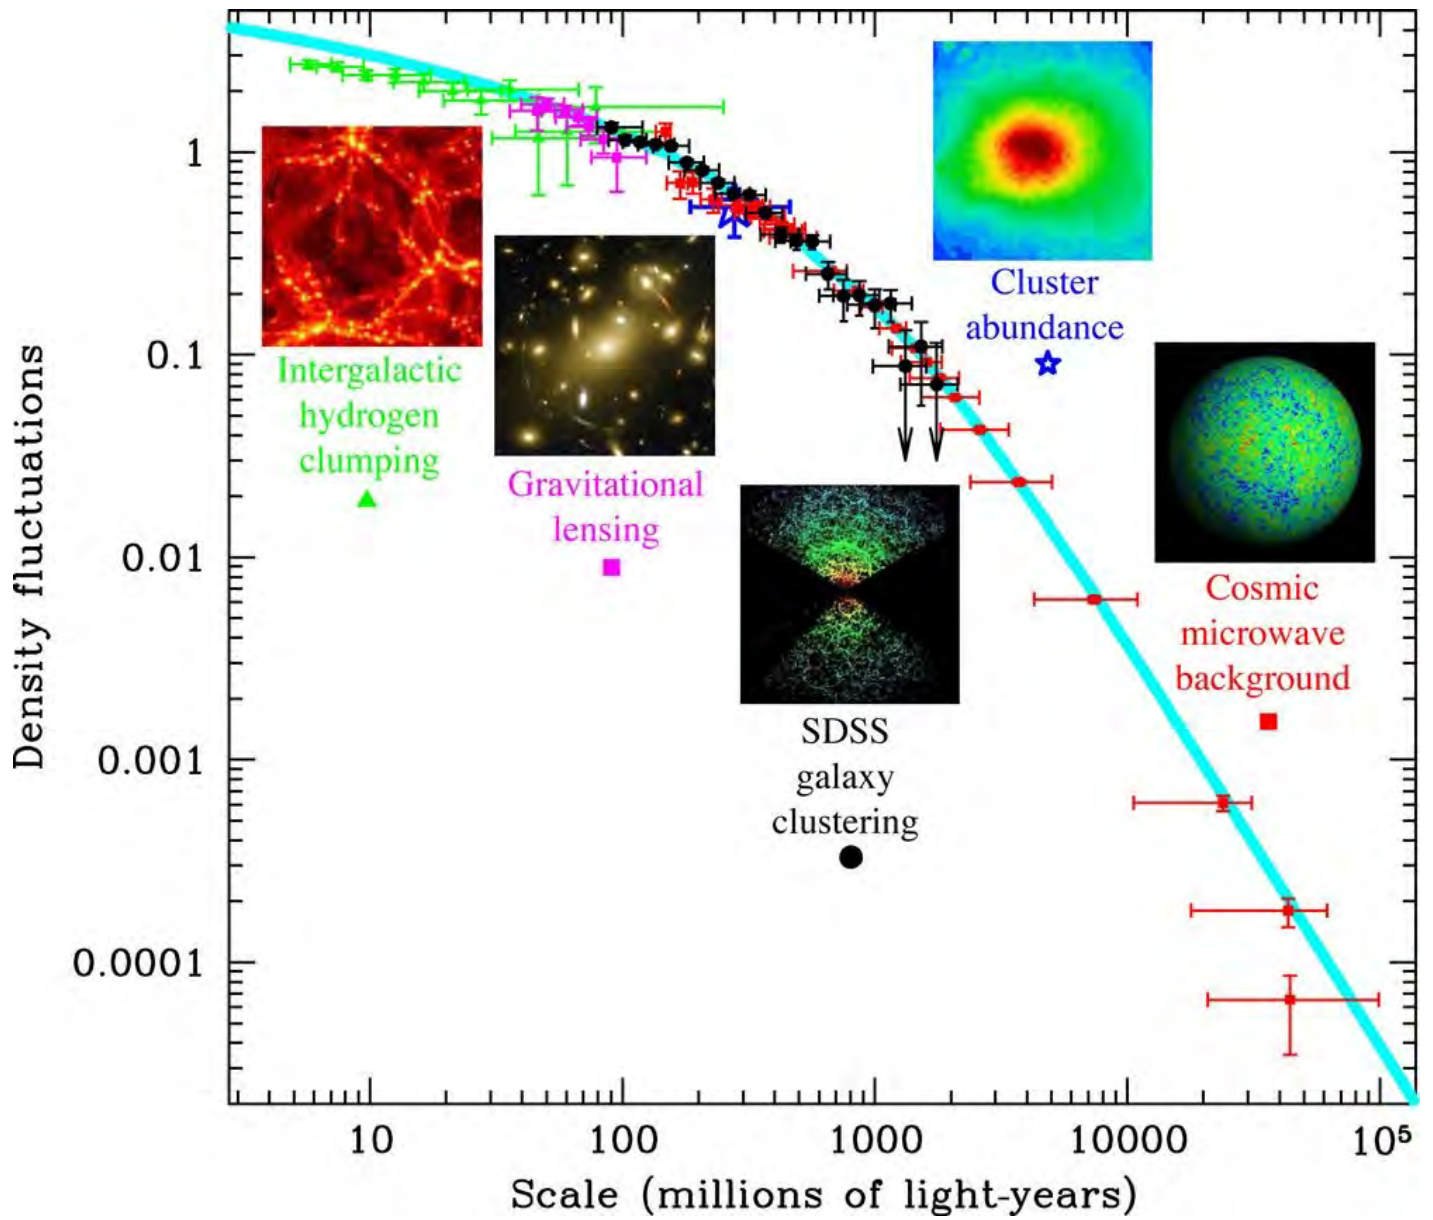 Density fluctuations
1
0.1
0.01
0.001
0.0001
Intergalactic
hydrogen
clumping
Gravitational
lensing
SDSS
galaxy
clustering
Cluster
abundance
Cosmic
microwave
background
10
100
1000
10000
10⁵
Scale (millions of light-years)